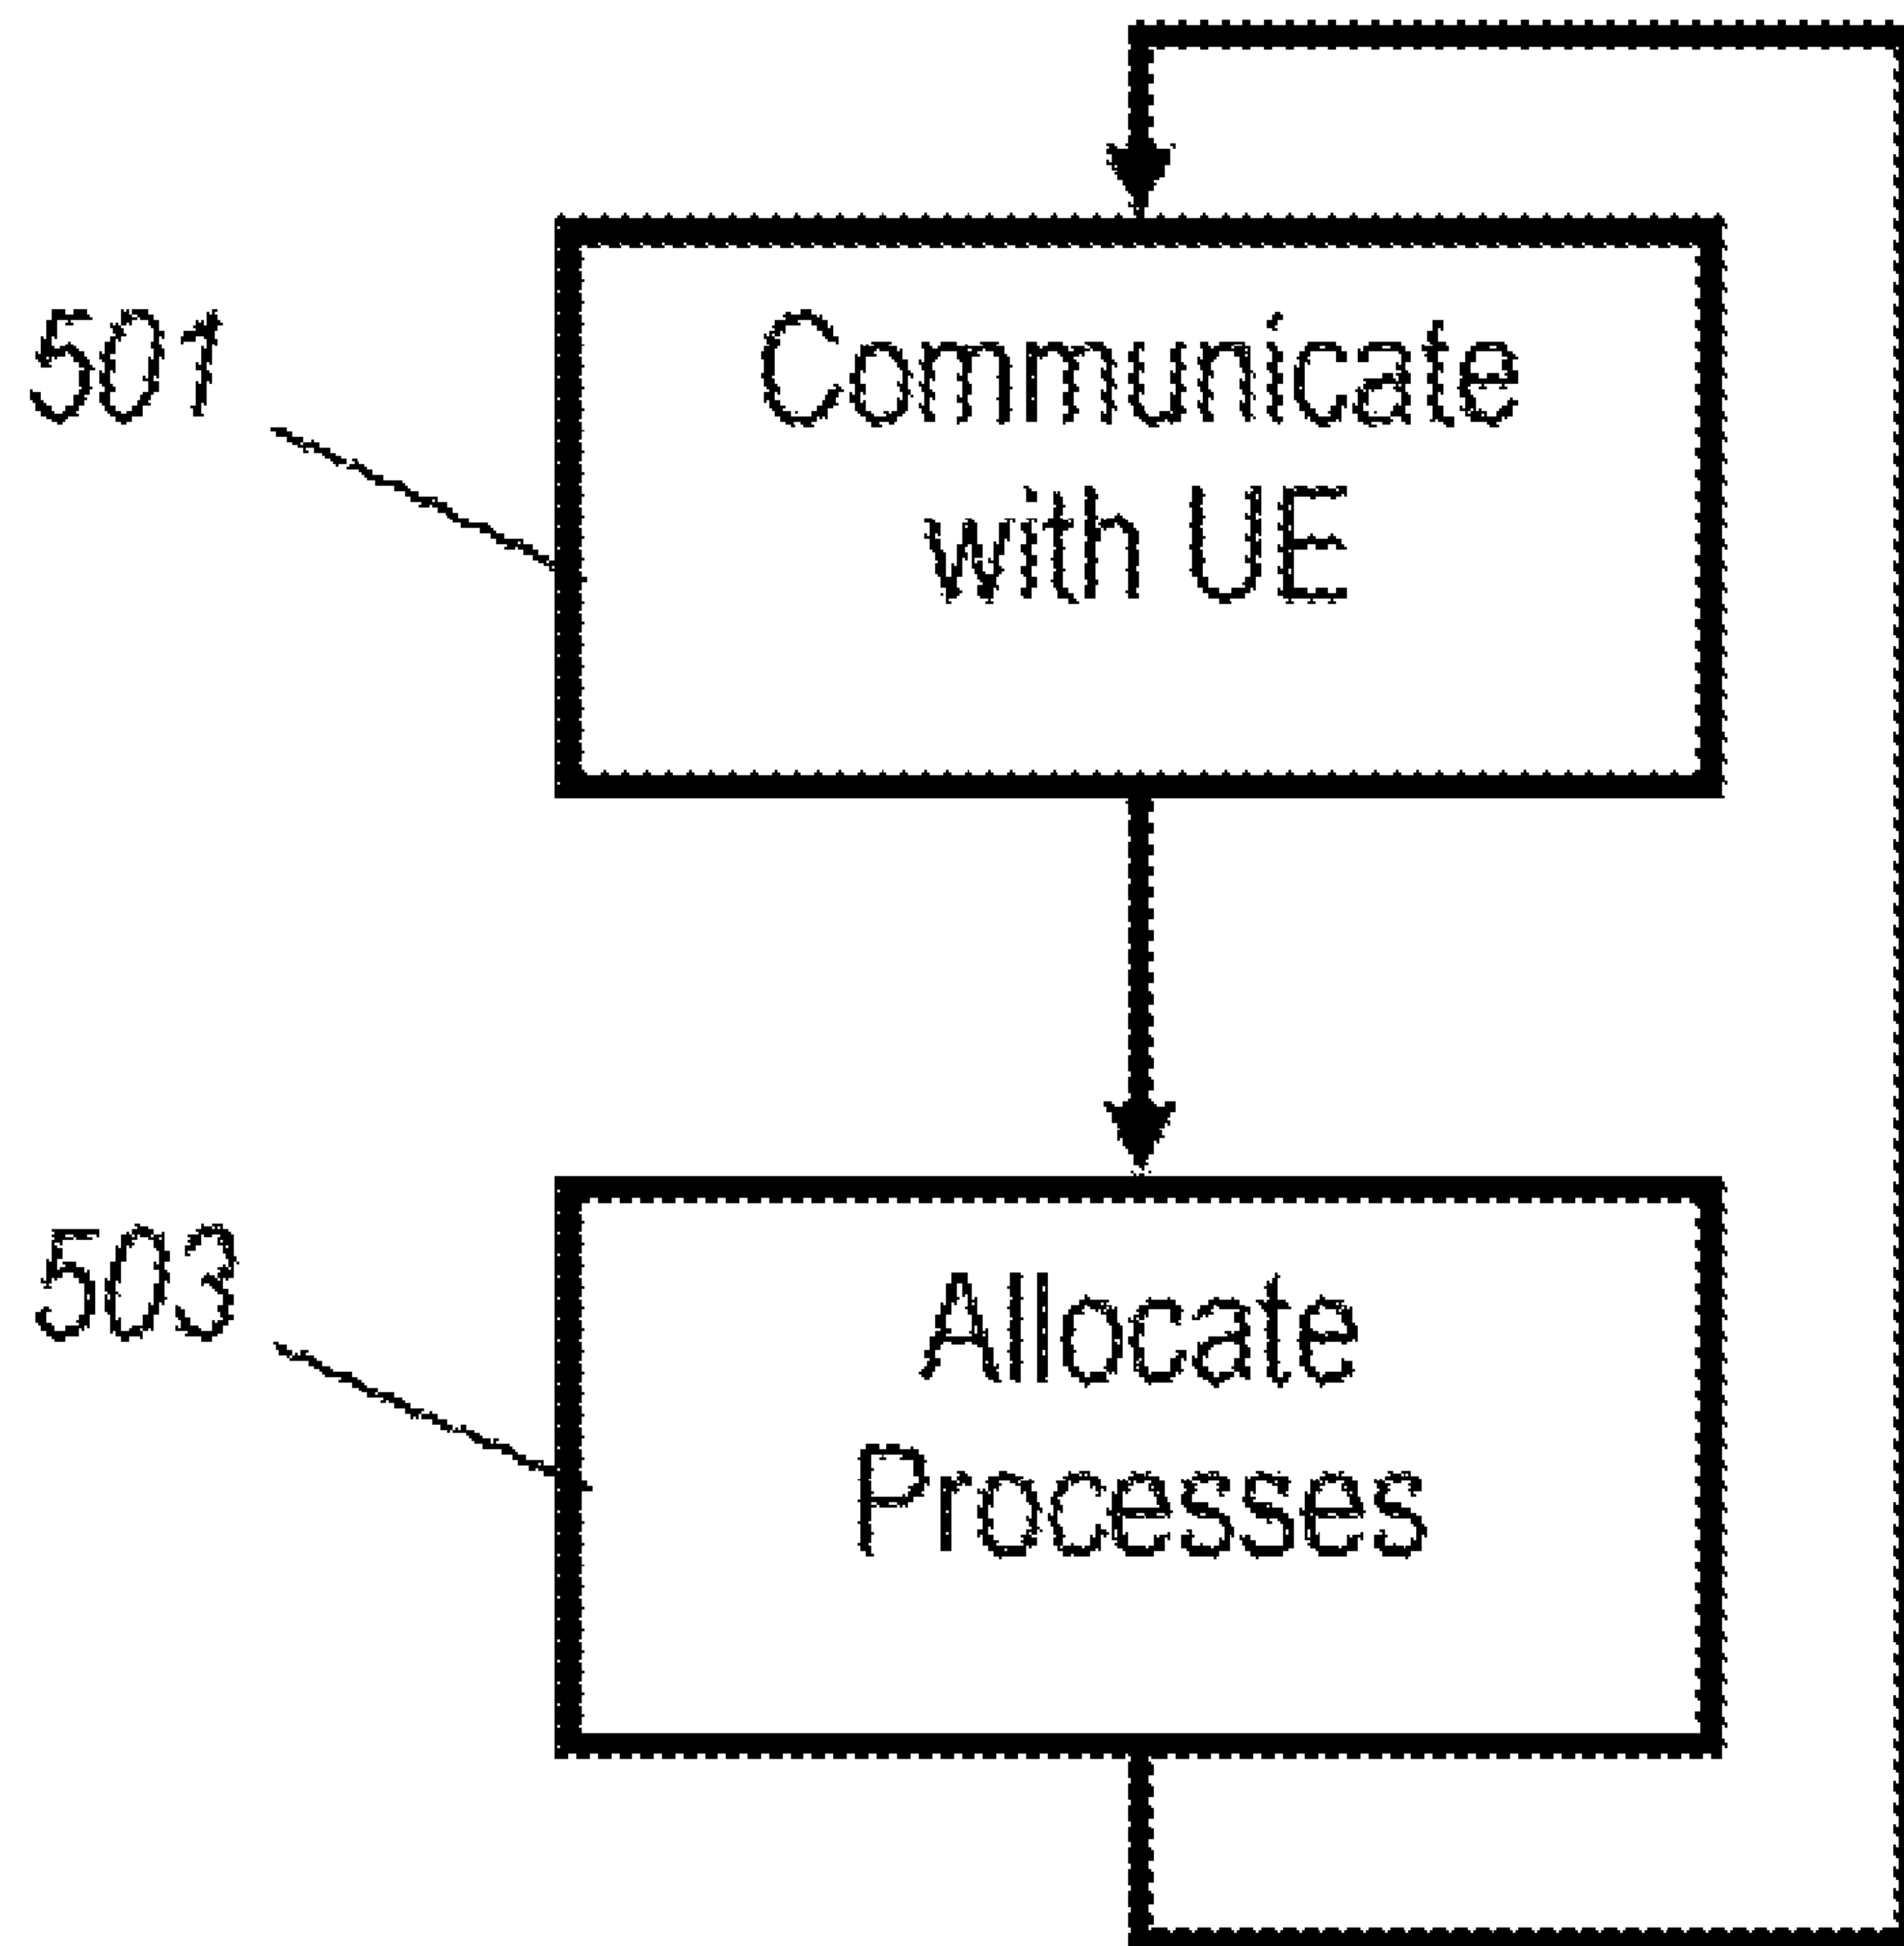 501
Communicate
with UE
503
Allocate
Processes